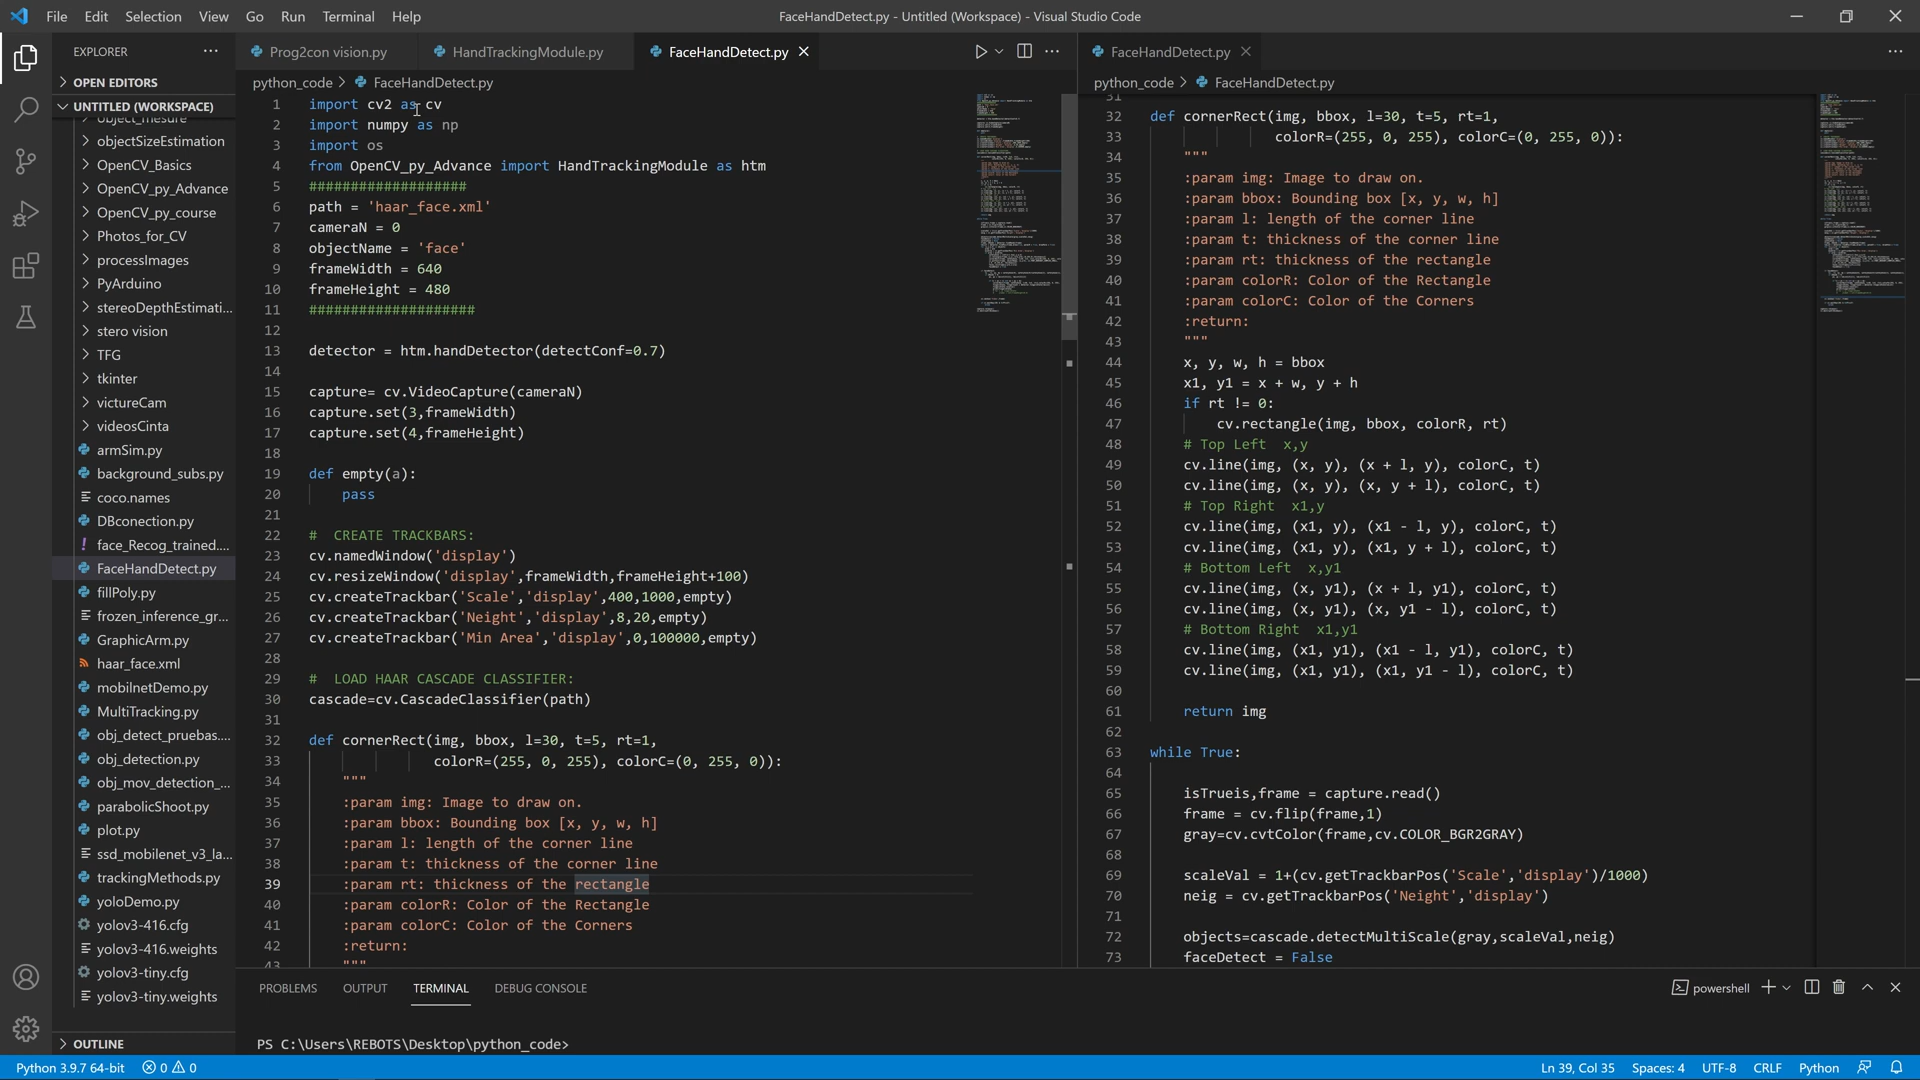 File Edit Selection View Go Run Terminal Help
FaceHandDetect.py - Untitled (Workspace) - Visual Studio Code
EXPLORER
OPEN EDITORS
UNTITLED (WORKSPACE)
object_mesure
objectSizeEstimation
OpenCV_Basics
OpenCV_py_Advance
OpenCV_py_course
Photos_for_CV
processImages
PyArduino
stereoDepthEstimati...
stero vision
TFG
tkinter
victureCam
videosCinta
armSim.py
background_subs.py
coco.names
DBconection.py
face_Recog_trained....
FaceHandDetect.py
fillPoly.py
frozen_inference_gr...
GraphicArm.py
haar_face.xml
mobilnetDemo.py
MultiTracking.py
obj_detect_pruebas....
obj_detection.py
obj_mov_detection_...
parabolicShoot.py
plot.py
ssd_mobilenet_v3_la...
trackingMethods.py
yoloDemo.py
yolov3-416.cfg
yolov3-416.weights
yolov3-tiny.cfg
yolov3-tiny.weights
OUTLINE
Prog2con vision.py HandTrackingModule.py FaceHandDetect.py
python_code > FaceHandDetect.py
1 import cv2 as cv
2 import numpy as np
3 import os
4 from OpenCV_py_Advance import HandTrackingModule as htm
5 ###################
6 path = 'haar_face.xml'
7 cameraN = 0
8 objectName = 'face'
9 frameWidth = 640
10 frameHeight = 480
11 ####################
12
13 detector = htm.handDetector(detectConf=0.7)
14
15 capture= cv.VideoCapture(cameraN)
16 capture.set(3,frameWidth)
17 capture.set(4,frameHeight)
18
19 def empty(a):
20 pass
21
22 # CREATE TRACKBARS:
23 cv.namedWindow('display')
24 cv.resizeWindow('display',frameWidth,frameHeight+100)
25 cv.createTrackbar('Scale','display',400,1000,empty)
26 cv.createTrackbar('Neight','display',8,20,empty)
27 cv.createTrackbar('Min Area','display',0,100000,empty)
28
29 # LOAD HAAR CASCADE CLASSIFIER:
30 cascade=cv.CascadeClassifier(path)
31
32 def cornerRect(img, bbox, l=30, t=5, rt=1,
33 colorR=(255, 0, 255), colorC=(0, 255, 0)):
34 """
35 :param img: Image to draw on.
36 :param bbox: Bounding box [x, y, w, h]
37 :param l: length of the corner line
38 :param t: thickness of the corner line
39 :param rt: thickness of the rectangle
40 :param colorR: Color of the Rectangle
41 :param colorC: Color of the Corners
42 :return:
43 """
FaceHandDetect.py
python_code > FaceHandDetect.py
31
32 def cornerRect(img, bbox, l=30, t=5, rt=1,
33 colorR=(255, 0, 255), colorC=(0, 255, 0)):
34 """
35 :param img: Image to draw on.
36 :param bbox: Bounding box [x, y, w, h]
37 :param l: length of the corner line
38 :param t: thickness of the corner line
39 :param rt: thickness of the rectangle
40 :param colorR: Color of the Rectangle
41 :param colorC: Color of the Corners
42 :return:
43 """
44 x, y, w, h = bbox
45 x1, y1 = x + w, y + h
46 if rt != 0:
47 cv.rectangle(img, bbox, colorR, rt)
48 # Top Left x,y
49 cv.line(img, (x, y), (x + l, y), colorC, t)
50 cv.line(img, (x, y), (x, y + l), colorC, t)
51 # Top Right x1,y
52 cv.line(img, (x1, y), (x1 - l, y), colorC, t)
53 cv.line(img, (x1, y), (x1, y + l), colorC, t)
54 # Bottom Left x,y1
55 cv.line(img, (x, y1), (x + l, y1), colorC, t)
56 cv.line(img, (x, y1), (x, y1 - l), colorC, t)
57 # Bottom Right x1,y1
58 cv.line(img, (x1, y1), (x1 - l, y1), colorC, t)
59 cv.line(img, (x1, y1), (x1, y1 - l), colorC, t)
60
61 return img
62
63 while True:
64
65 isTrueis,frame = capture.read()
66 frame = cv.flip(frame,1)
67 gray=cv.cvtColor(frame,cv.COLOR_BGR2GRAY)
68
69 scaleVal = 1+(cv.getTrackbarPos('Scale','display')/1000)
70 neig = cv.getTrackbarPos('Neight','display')
71
72 objects=cascade.detectMultiScale(gray,scaleVal,neig)
73 faceDetect = False
PROBLEMS OUTPUT TERMINAL DEBUG CONSOLE
powershell
PS C:\Users\REBOTS\Desktop\python_code>
Python 3.9.7 64-bit 0 0
Ln 39, Col 35 Spaces: 4 UTF-8 CRLF Python